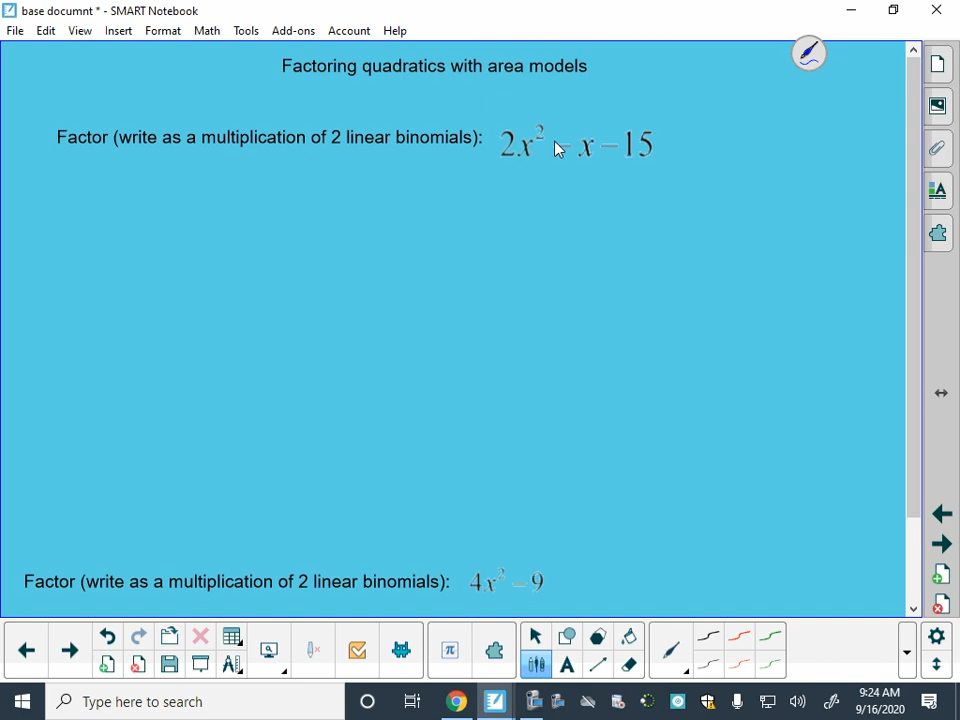 base documnt * - SMART Notebook
File Edit View Insert Format Math Tools Add-ons Account Help
Factoring quadratics with area models
Factor (write as a multiplication of 2 linear binomials): 2x² − x − 15
Factor (write as a multiplication of 2 linear binomials): 4x² − 9
π
A
Type here to search
9:24 AM
9/16/2020